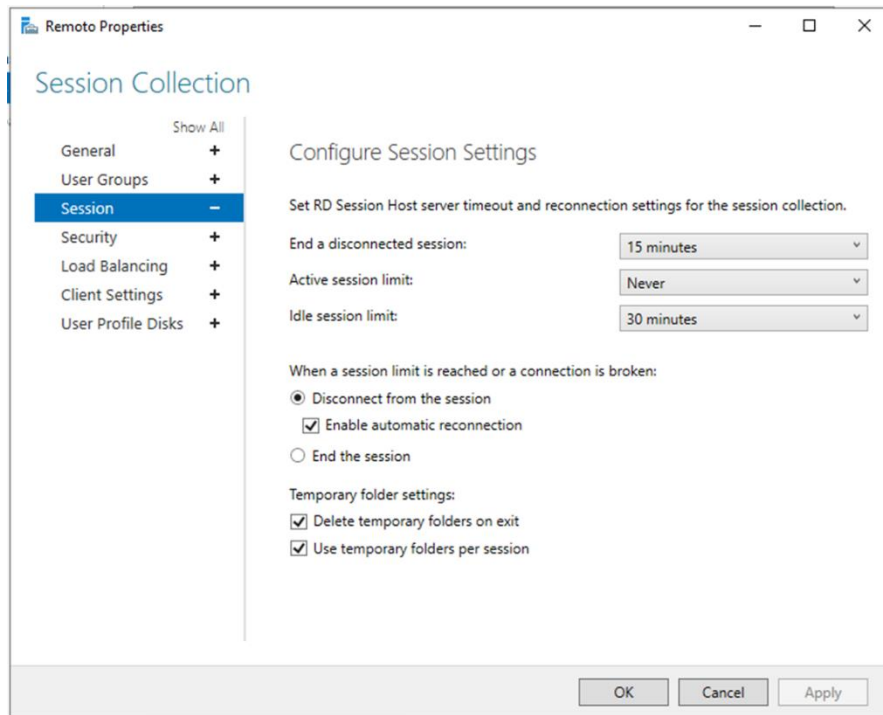 Remoto Properties
Session Collection
Show All
General +
User Groups +
Session −
Security +
Load Balancing +
Client Settings +
User Profile Disks +
Configure Session Settings
Set RD Session Host server timeout and reconnection settings for the session collection.
End a disconnected session: 15 minutes
Active session limit: Never
Idle session limit: 30 minutes
When a session limit is reached or a connection is broken:
Disconnect from the session
Enable automatic reconnection
End the session
Temporary folder settings:
Delete temporary folders on exit
Use temporary folders per session
OK Cancel Apply